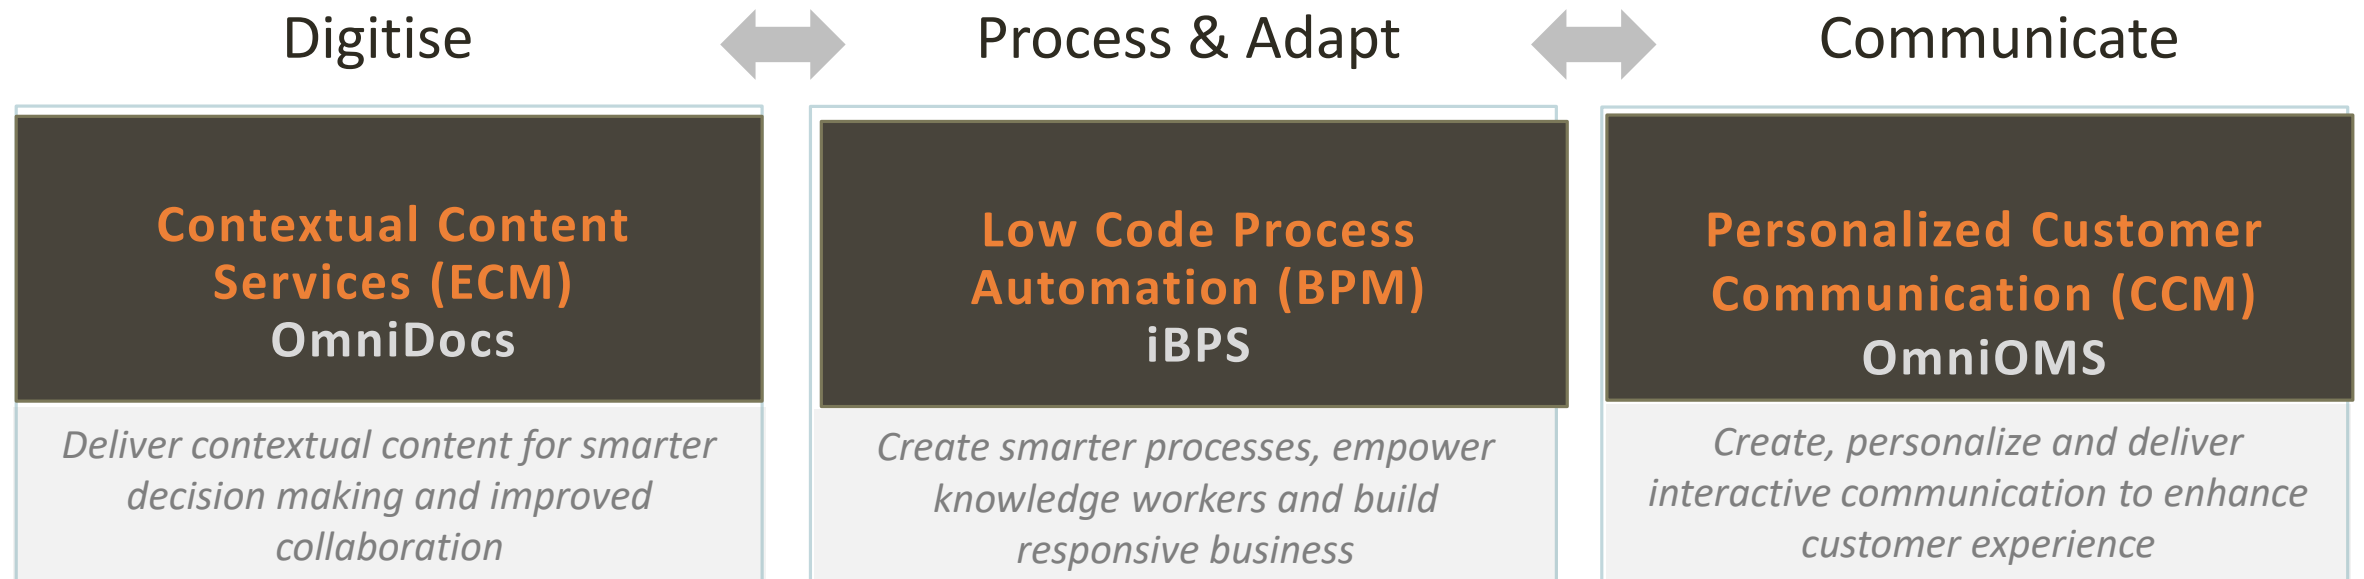 Digitise
Process & Adapt
Communicate
Contextual Content
Services (ECM)
OmniDocs
Deliver contextual content for smarter
decision making and improved
collaboration
Low Code Process
Automation (BPM)
iBPS
Create smarter processes, empower
knowledge workers and build
responsive business
Personalized Customer
Communication (CCM)
OmniOMS
Create, personalize and deliver
interactive communication to enhance
customer experience